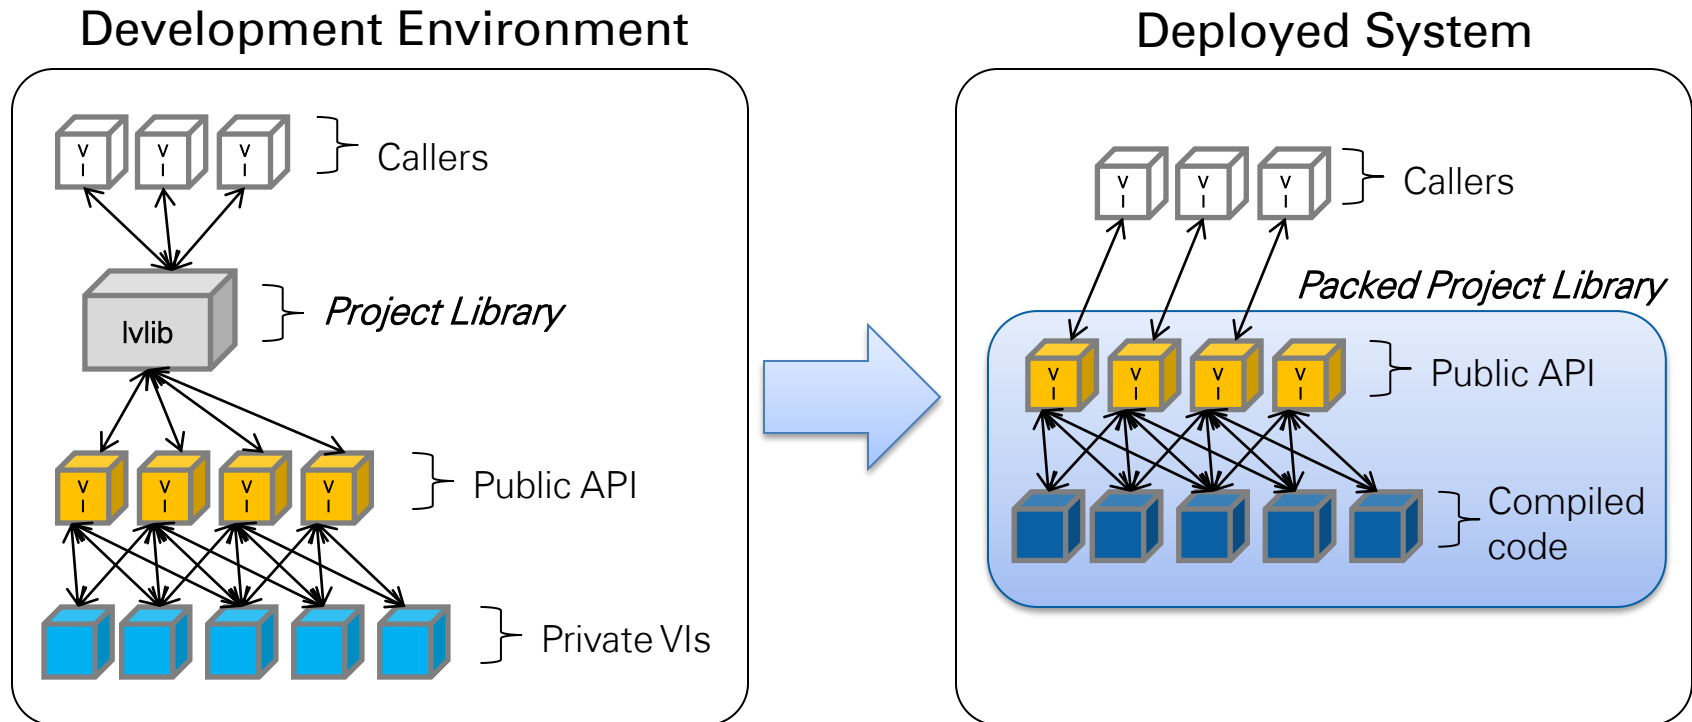 Development Environment
V
I
V
I
V
I
Callers
lvlib
Project Library
V
I
V
I
V
I
V
I
Public API
Private VIs
Deployed System
V
I
V
I
V
I
Callers
Packed Project Library
V
I
V
I
V
I
V
I
Public API
Compiled
code